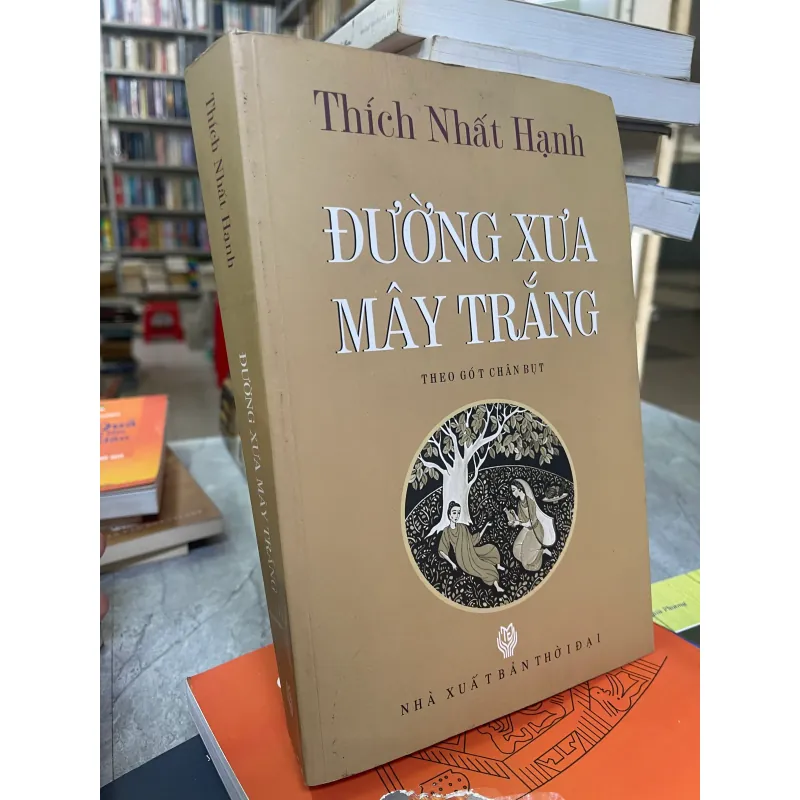 Thích Nhất Hạnh
ĐƯỜNG XƯA
MÂY TRẮNG
THEO GÓT CHÂN BỤT
NHÀ XUẤT BẢN THỜI ĐẠI
Thích Nhất Hạnh
ĐƯỜNG XƯA MÂY TRẮNG